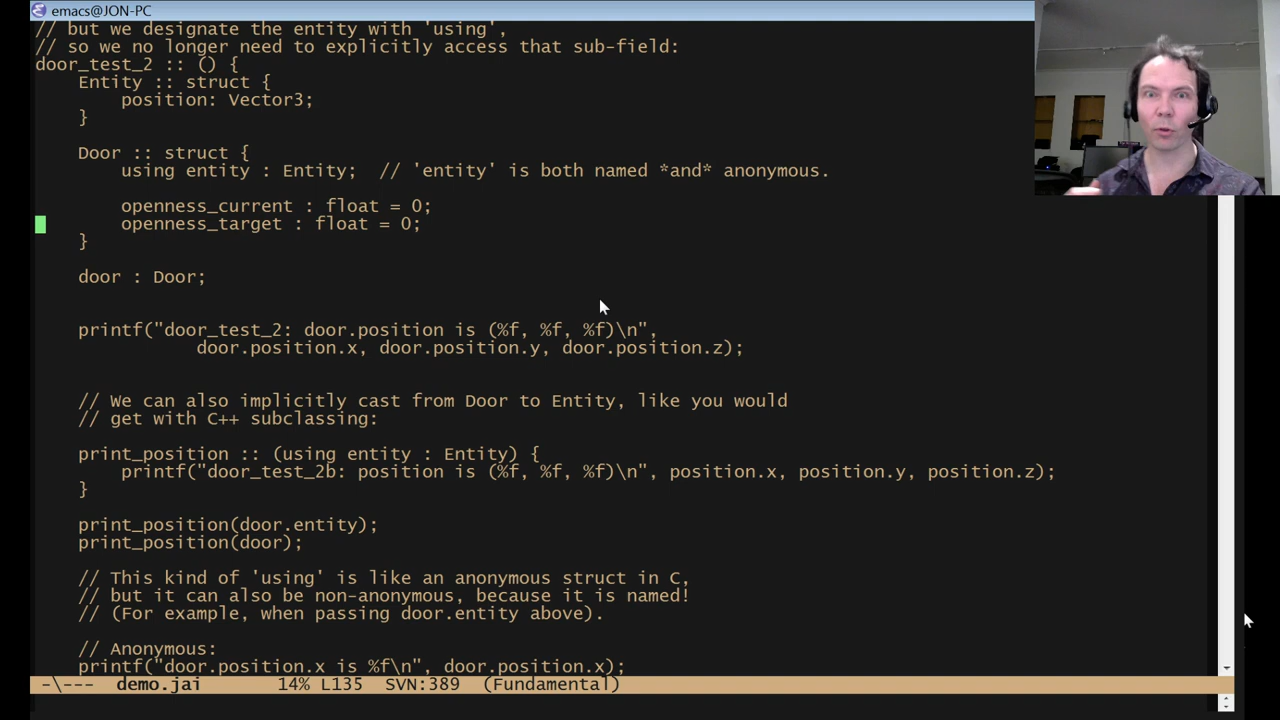 emacs@JON-PC
// but we designate the entity with 'using',
// so we no longer need to explicitly access that sub-field:
door_test_2 :: () {
Entity :: struct {
position: Vector3;
}
Door :: struct {
using entity : Entity;  // 'entity' is both named *and* anonymous.
openness_current : float = 0;
openness_target : float = 0;
}
door : Door;
printf("door_test_2: door.position is (%f, %f, %f)\n",
door.position.x, door.position.y, door.position.z);
// We can also implicitly cast from Door to Entity, like you would
// get with C++ subclassing:
print_position :: (using entity : Entity) {
printf("door_test_2b: position is (%f, %f, %f)\n", position.x, position.y, position.z);
}
print_position(door.entity);
print_position(door);
// This kind of 'using' is like an anonymous struct in C,
// but it can also be non-anonymous, because it is named!
// (For example, when passing door.entity above).
// Anonymous:
printf("door.position.x is %f\n", door.position.x);
-\--- demo.jai 14% L135 SVN:389 (Fundamental)